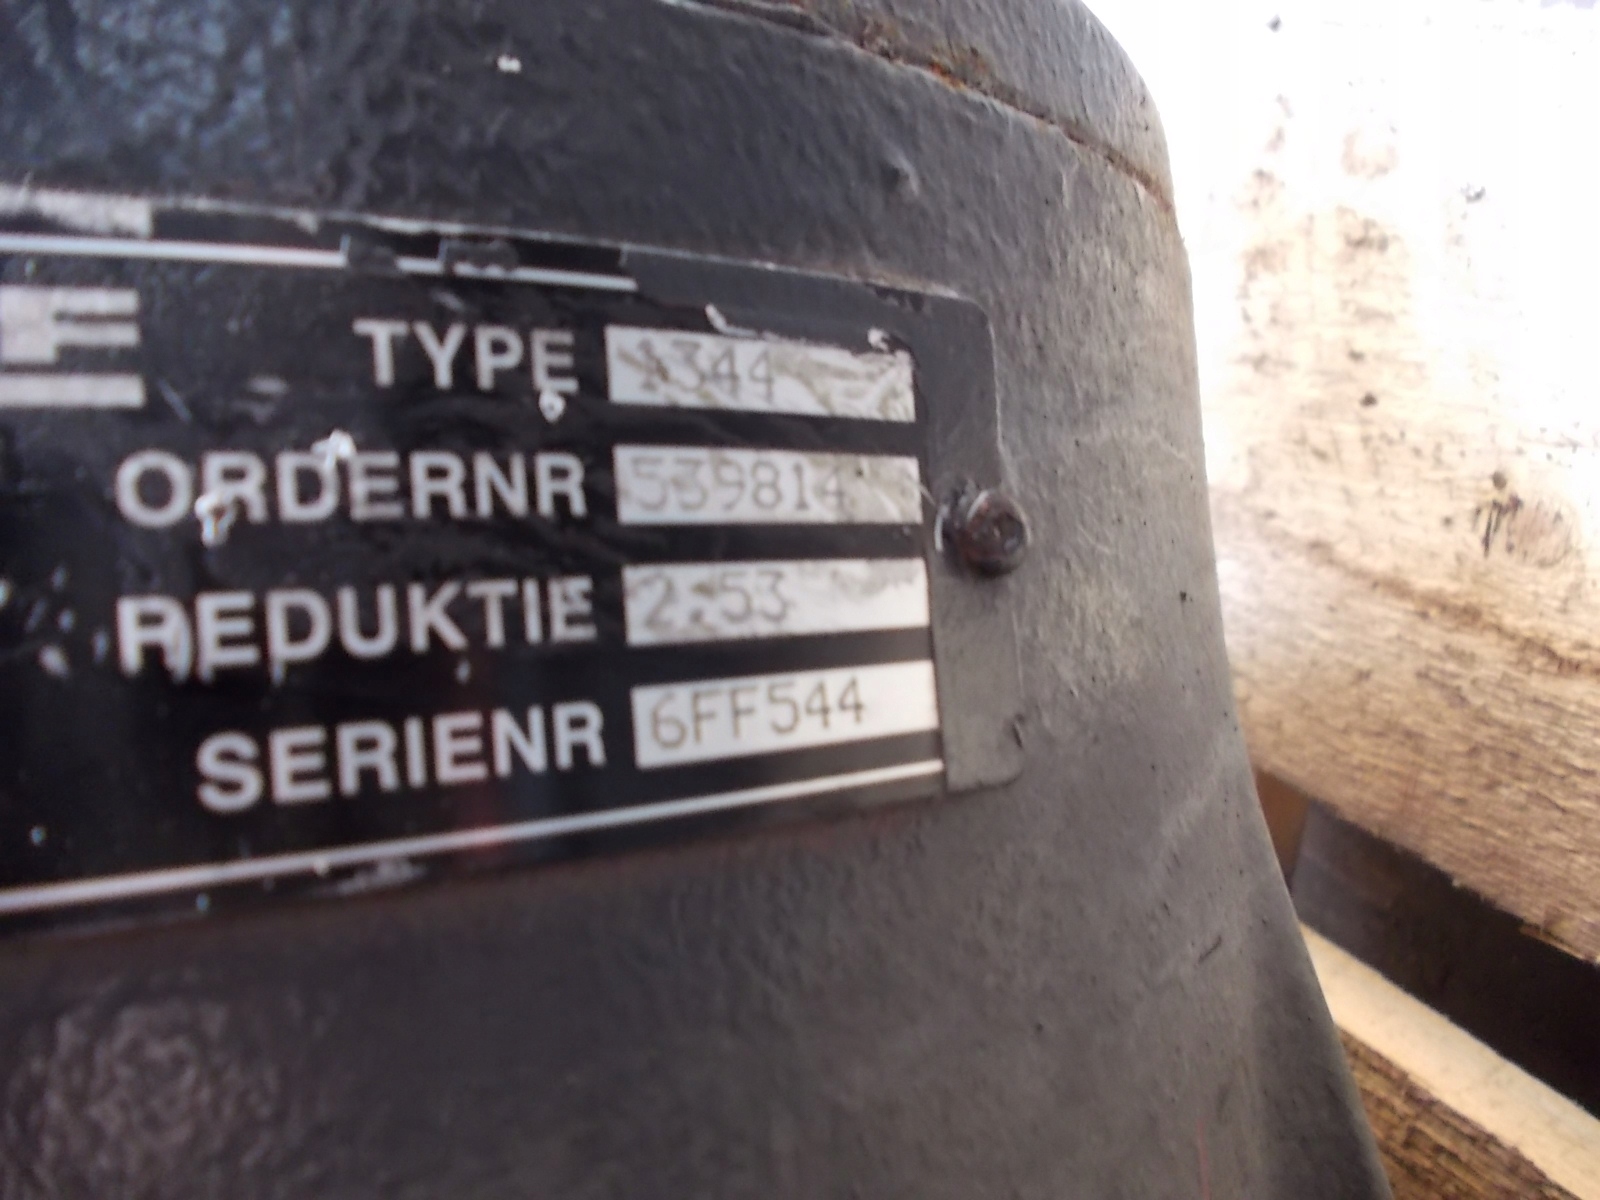 TYPE 1344
ORDERNR 539814
REDUKTIE 2.53
SERIENR 6FF544